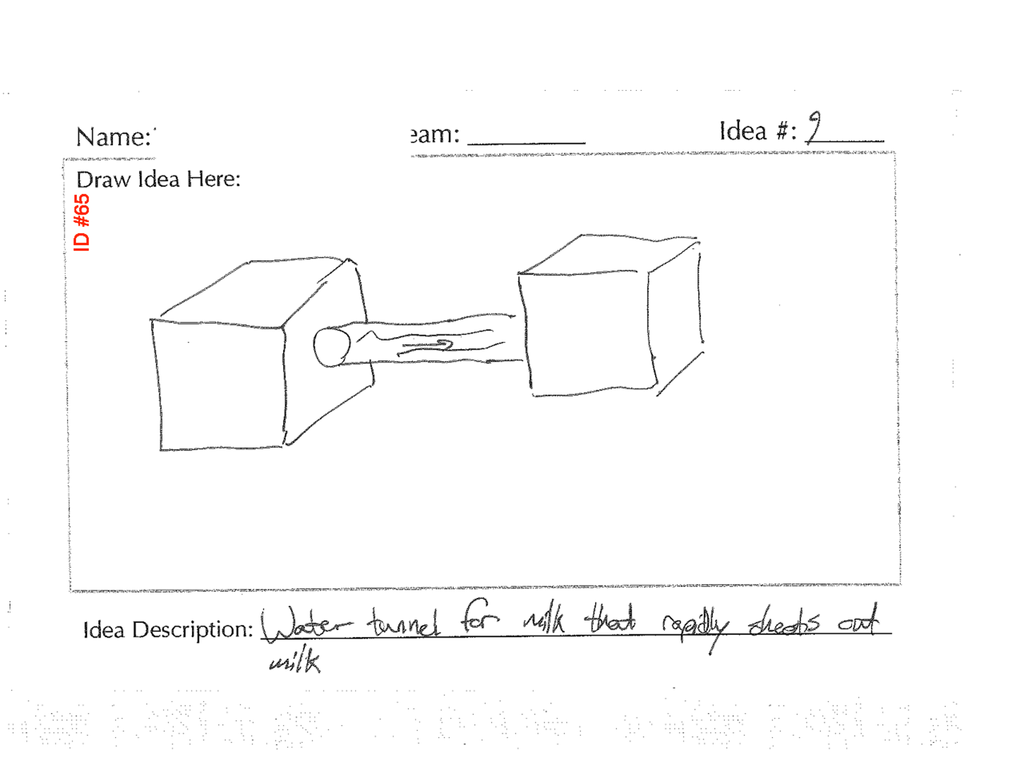 Name:
eam:
Idea #: 9
Draw Idea Here:
ID #65
Idea Description: Water tunnel for milk that rapidly shoots out
milk